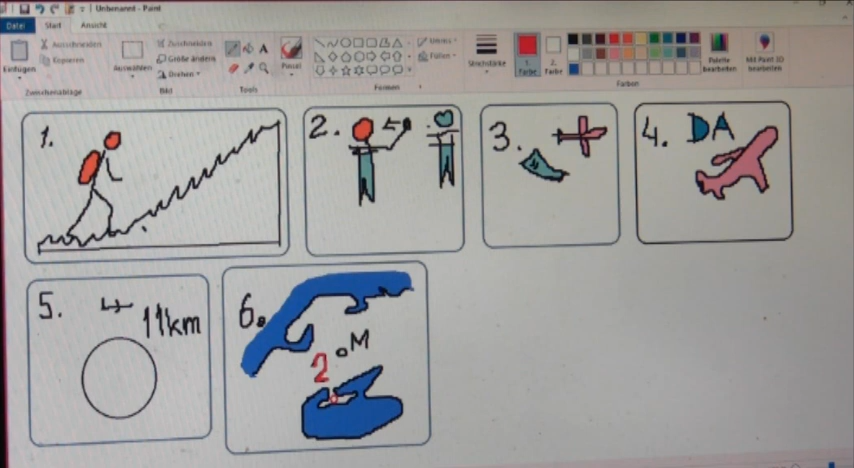 Unbenannt - Paint
Datei Start Ansicht
Einfügen
Ausschneiden
Kopieren
Zwischenablage
Auswählen
Zuschneiden
Größe ändern
Drehen
Bild
A
Tools
Pinsel
Umriss
Füllen
Formen
Strichstärke
1. Farbe
2. Farbe
Palette bearbeiten
Mit Paint 3D bearbeiten
Farben
1.
2.
3.
4. DA
5.
11km
6.
M
2